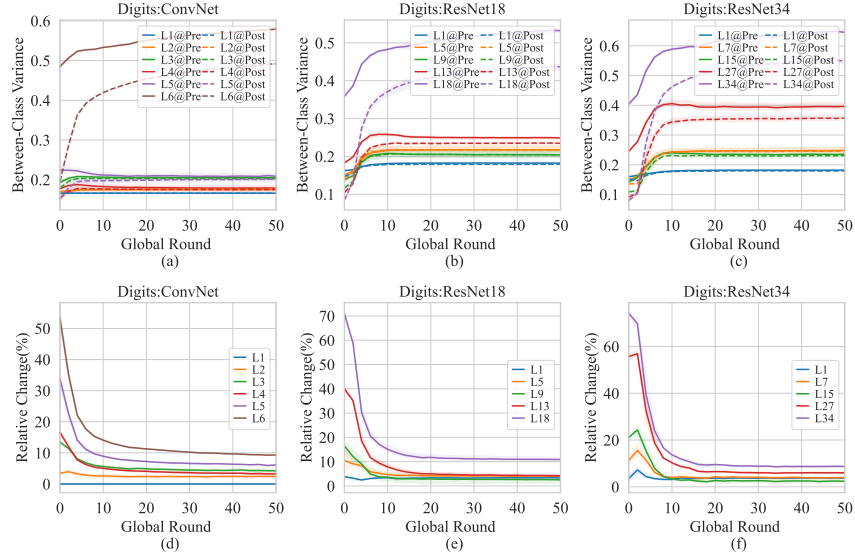 Digits:ConvNet
Between-Class Variance
0.6
0.5
0.4
0.3
0.2
L1@Pre L1@Post
L2@Pre L2@Post
L3@Pre L3@Post
L4@Pre L4@Post
L5@Pre L5@Post
L6@Pre L6@Post
0 10 20 30 40 50
Global Round
(a)
Digits:ResNet18
Between-Class Variance
0.5
0.4
0.3
0.2
0.1
L1@Pre L1@Post
L5@Pre L5@Post
L9@Pre L9@Post
L13@Pre L13@Post
L18@Pre L18@Post
0 10 20 30 40 50
Global Round
(b)
Digits:ResNet34
Between-Class Variance
0.6
0.5
0.4
0.3
0.2
0.1
L1@Pre L1@Post
L7@Pre L7@Post
L15@Pre L15@Post
L27@Pre L27@Post
L34@Pre L34@Post
0 10 20 30 40 50
Global Round
(c)
Digits:ConvNet
Relative Change(%)
50
40
30
20
10
0
L1
L2
L3
L4
L5
L6
0 10 20 30 40 50
Global Round
(d)
Digits:ResNet18
Relative Change(%)
70
60
50
40
30
20
10
0
L1
L5
L9
L13
L18
0 10 20 30 40 50
Global Round
(e)
Digits:ResNet34
Relative Change(%)
60
40
20
0
L1
L7
L15
L27
L34
0 10 20 30 40 50
Global Round
(f)